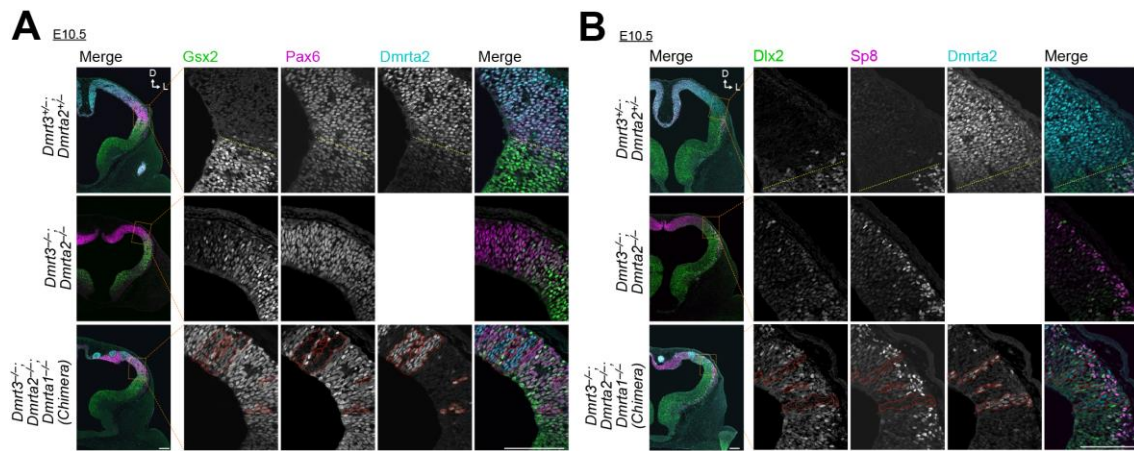 A
E10.5
Merge Gsx2 Pax6 Dmrta2 Merge
D
L
Dmrt3+/–;
Dmrta2+/–
Dmrt3–/–;
Dmrta2–/–
Dmrt3–/–;
Dmrta2–/–;
Dmrta1–/–
(Chimera)
B
E10.5
Merge Dlx2 Sp8 Dmrta2 Merge
D
L
Dmrt3+/–;
Dmrta2+/–
Dmrt3–/–;
Dmrta2–/–
Dmrt3–/–;
Dmrta2–/–;
Dmrta1–/–
(Chimera)